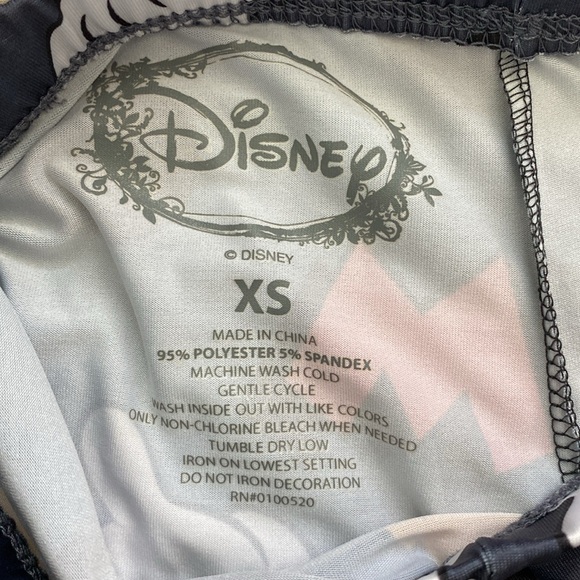 Disney
© DISNEY
XS
MADE IN CHINA
95% POLYESTER 5% SPANDEX
MACHINE WASH COLD
GENTLE CYCLE
WASH INSIDE OUT WITH LIKE COLORS
ONLY NON-CHLORINE BLEACH WHEN NEEDED
TUMBLE DRY LOW
IRON ON LOWEST SETTING
DO NOT IRON DECORATION
RN#0100520